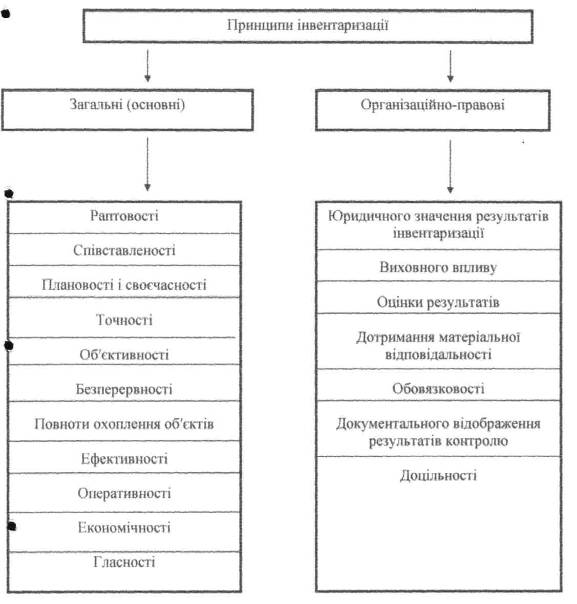 Принципи інвентаризації
Загальні (основні)
Організаційно-правові
Раптовості
Співставленості
Плановості і своєчасності
Точності
Об'єктивності
Безперервності
Повноти охоплення об'єктів
Ефективності
Оперативності
Економічності
Гласності
Юридичного значення результатів
інвентаризації
Виховного впливу
Оцінки результатів
Дотримання матеріальної
відповідальності
Обовязковості
Документального відображення
результатів контролю
Доцільності